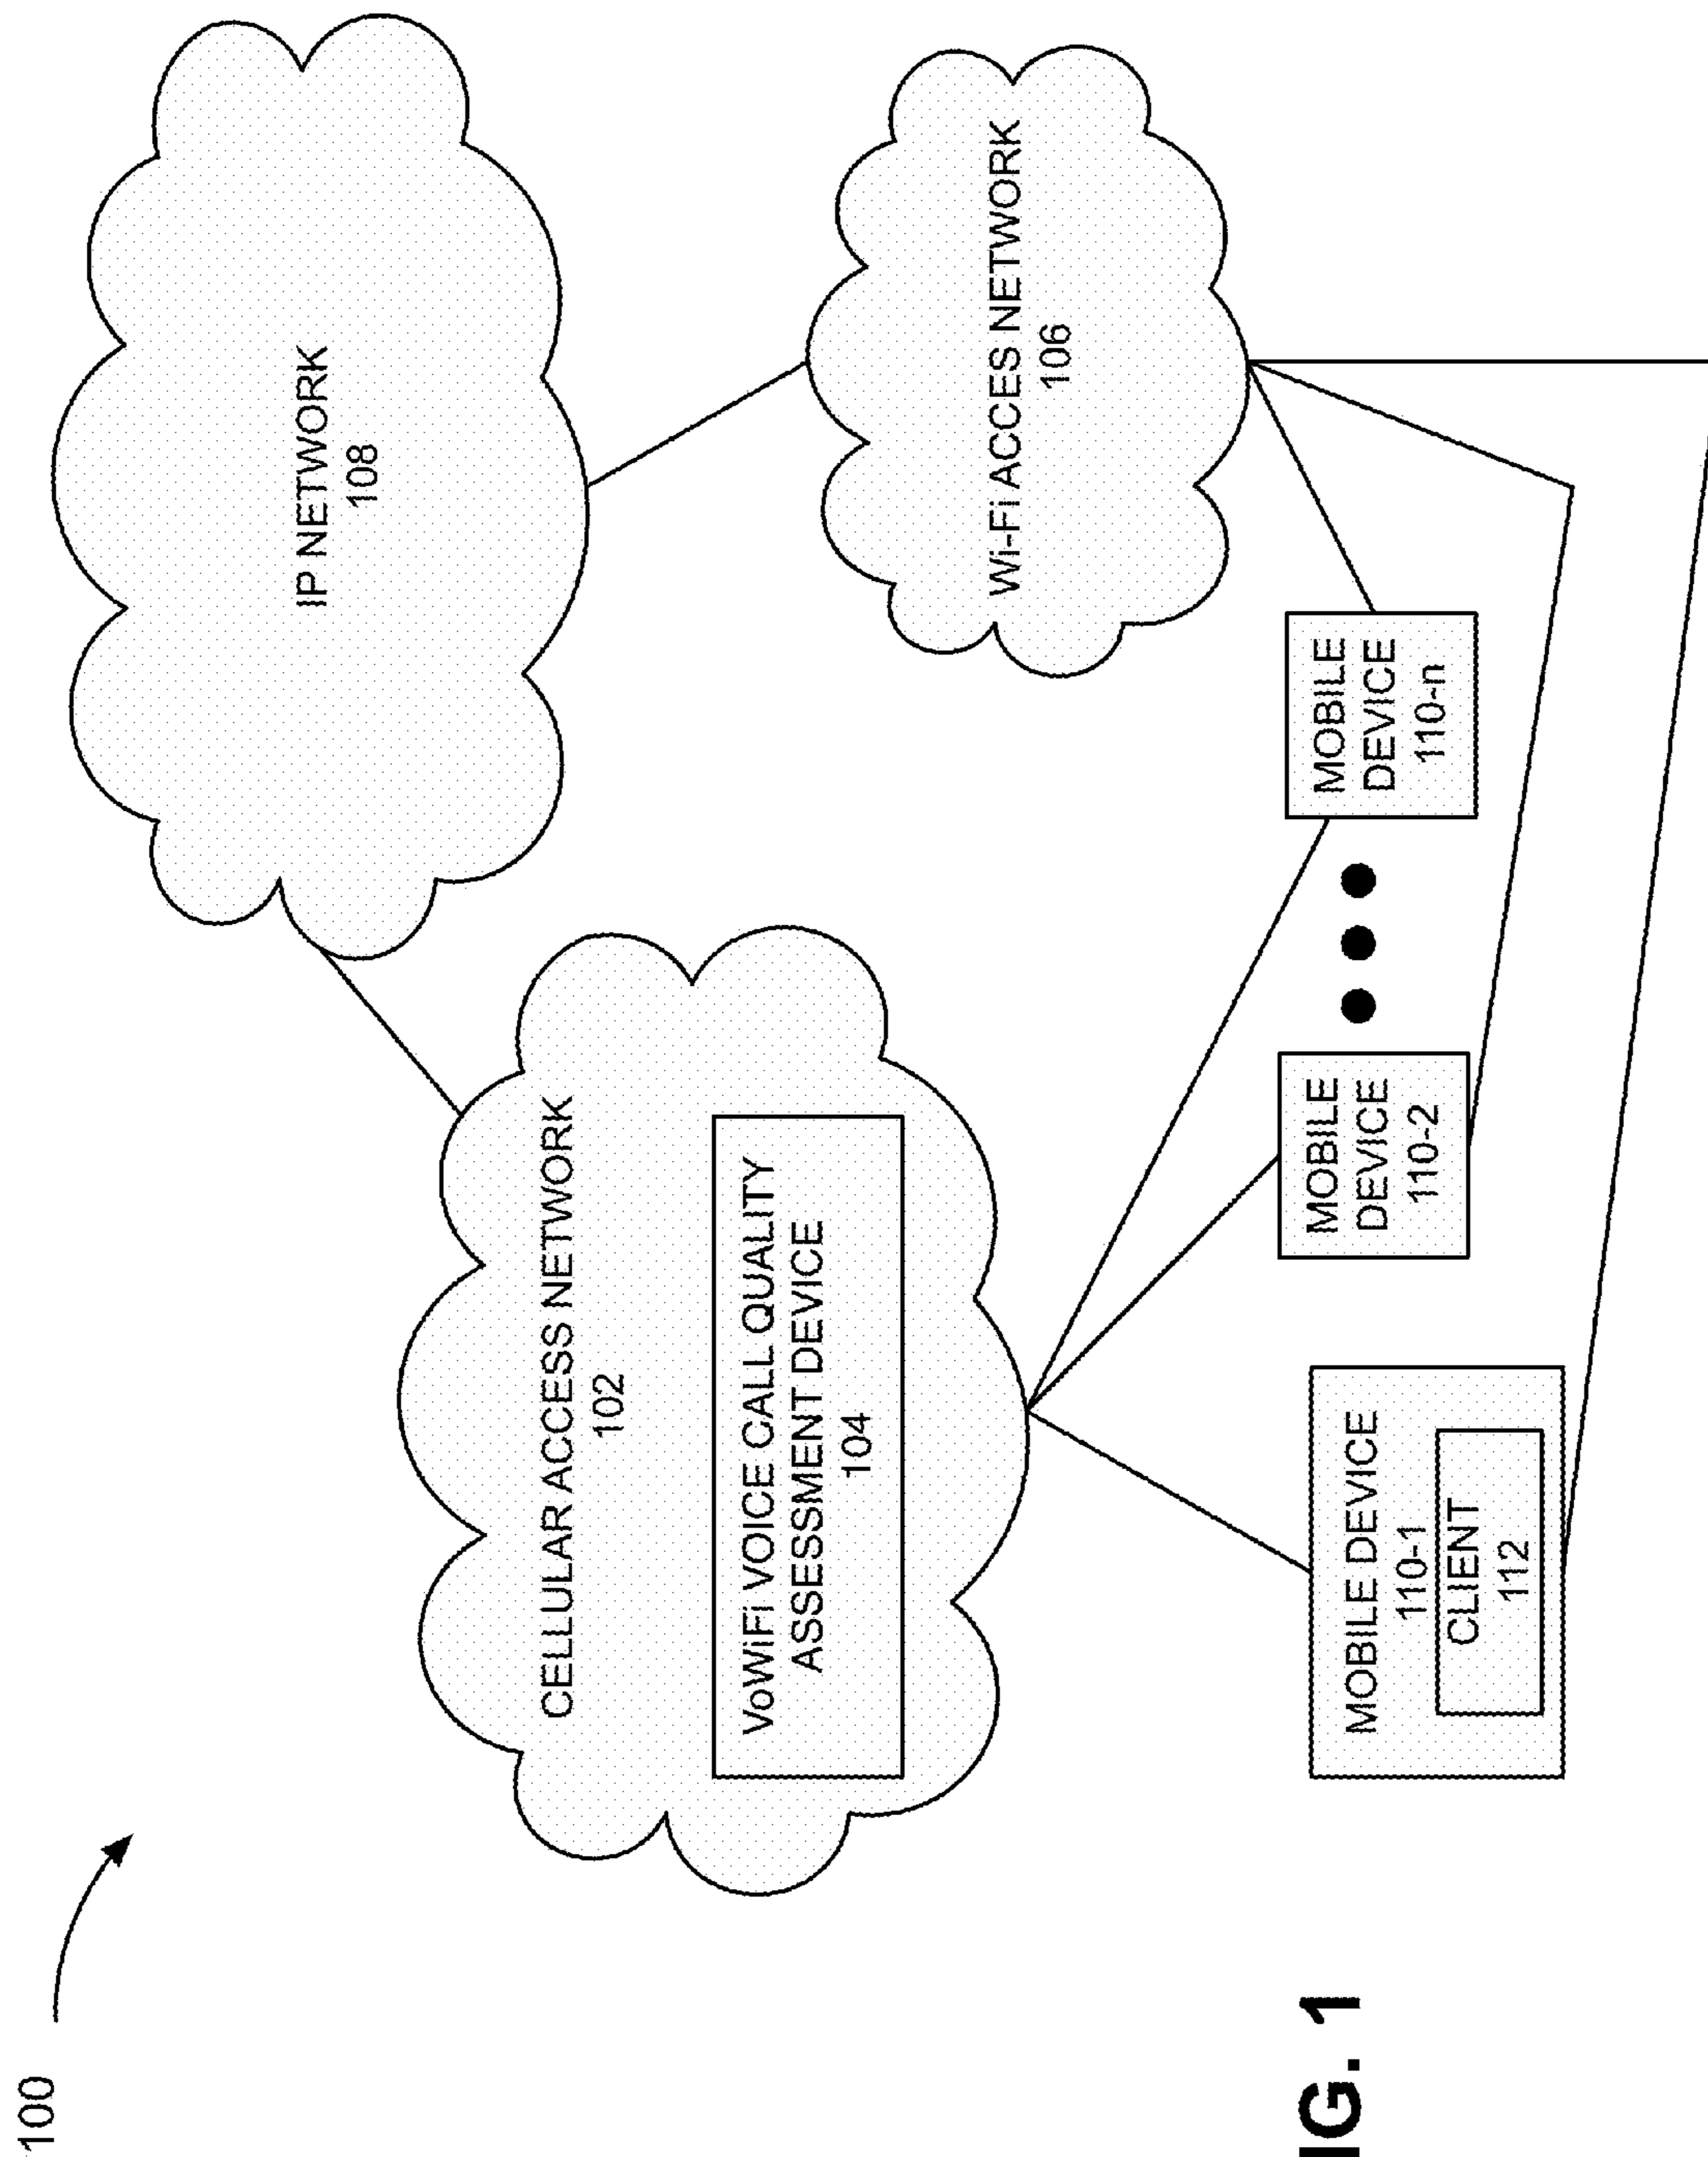 100
IP NETWORK
108
CELLULAR ACCESS NETWORK
102
VoWiFi VOICE CALL QUALITY
ASSESSMENT DEVICE
104
Wi-Fi ACCES NETWORK
106
MOBILE DEVICE
110-1
CLIENT
112
MOBILE
DEVICE
110-2
MOBILE
DEVICE
110-n
IG. 1